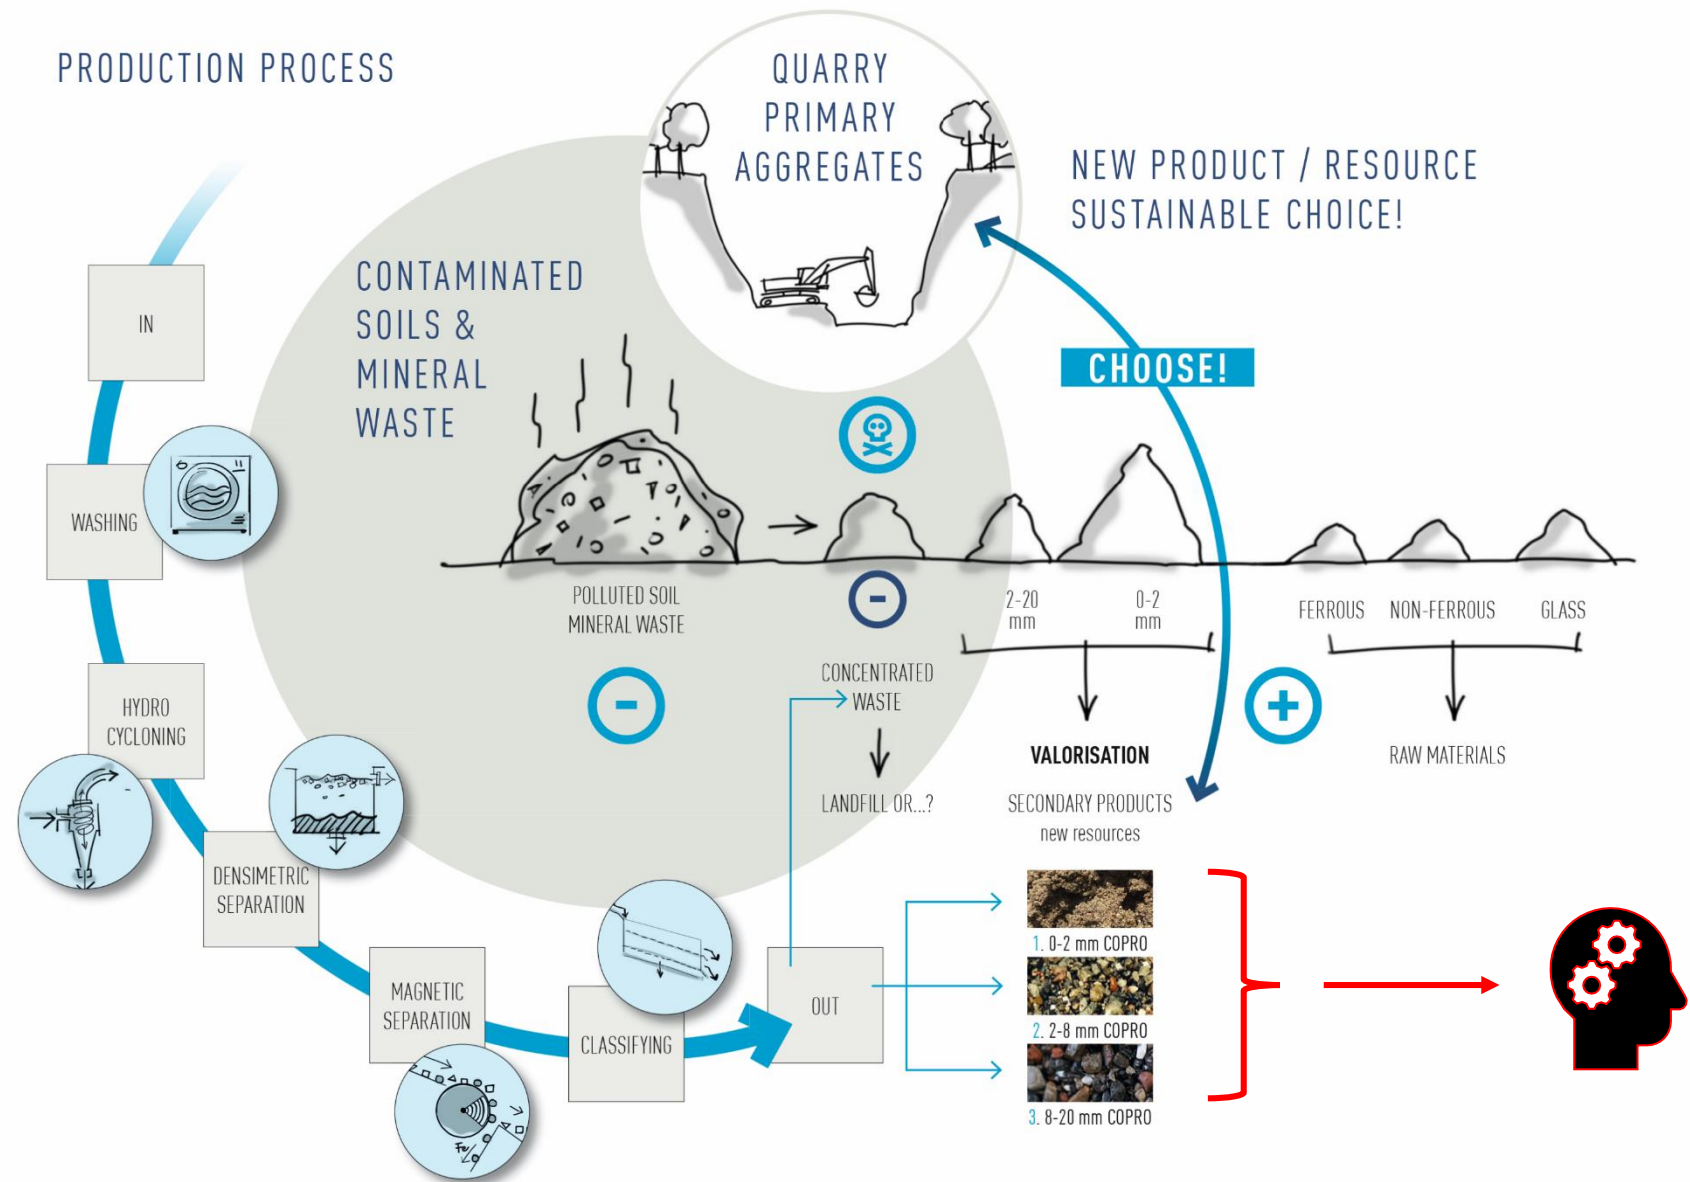 PRODUCTION PROCESS
QUARRY
PRIMARY
AGGREGATES
NEW PRODUCT / RESOURCE
SUSTAINABLE CHOICE!
CONTAMINATED
SOILS &
MINERAL
WASTE
CHOOSE!
IN
WASHING
HYDRO
CYCLONING
DENSIMETRIC
SEPARATION
MAGNETIC
SEPARATION
Fe
CLASSIFYING
OUT
POLLUTED SOIL
MINERAL WASTE
CONCENTRATED
WASTE
LANDFILL OR...?
2-20
mm
0-2
mm
VALORISATION
SECONDARY PRODUCTS
new resources
1. 0-2 mm COPRO
2. 2-8 mm COPRO
3. 8-20 mm COPRO
FERROUS
NON-FERROUS
GLASS
RAW MATERIALS